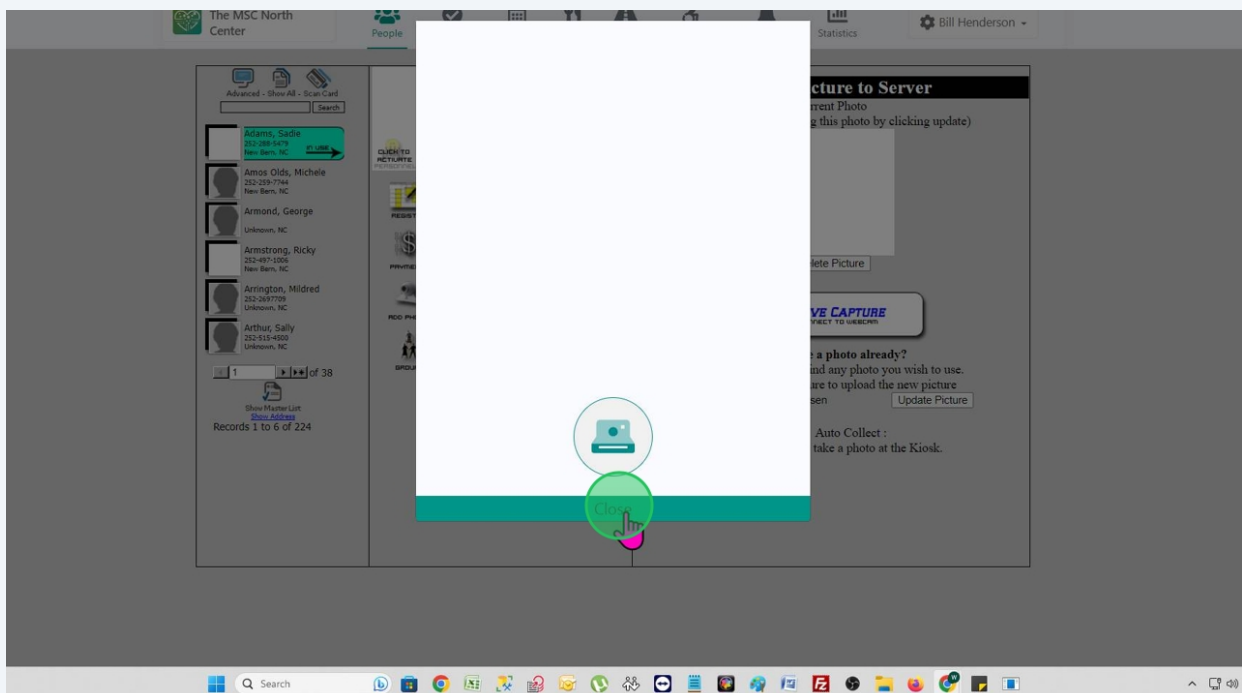 The MSC North
Center
People
Statistics
Bill Henderson
Advanced - Show All - Scan Card
Search
Adams, Sadie
252-288-5479
New Bern, NC
IN USE
Amos Olds, Michele
252-259-7744
New Bern, NC
Armond, George
Unknown, NC
Armstrong, Ricky
252-497-1006
New Bern, NC
Arrington, Mildred
252-2697709
Unknown, NC
Arthur, Sally
252-515-4500
Unknown, NC
1 of 38
Show Master List
Show Address
Records 1 to 6 of 224
CLICK TO
ACTIVATE
cture to Server
rrent Photo
g this photo by clicking update)
lete Picture
VE CAPTURE
NNECT TO WEBCAM
e a photo already?
ind any photo you wish to use.
ure to upload the new picture
sen Update Picture
Auto Collect :
take a photo at the Kiosk.
Close
Search